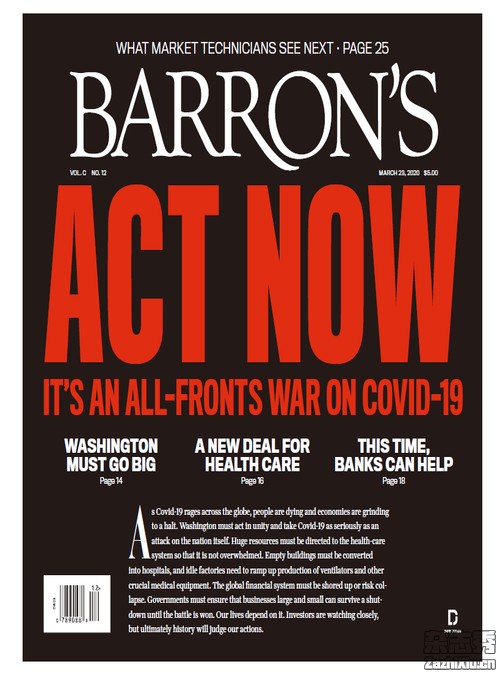 WHAT MARKET TECHNICIANS SEE NEXT · PAGE 25
BARRON'S
VOL. C NO. 12
MARCH 23, 2020 $5.00
ACT NOW
IT'S AN ALL-FRONTS WAR ON COVID-19
WASHINGTON
MUST GO BIG
Page 14
A NEW DEAL FOR
HEALTH CARE
Page 16
THIS TIME,
BANKS CAN HELP
Page 18
As Covid-19 rages across the globe, people are dying and economies are grinding
to a halt. Washington must act in unity and take Covid-19 as seriously as an
attack on the nation itself. Huge resources must be directed to the health-care
system so that it is not overwhelmed. Empty buildings must be converted
into hospitals, and idle factories need to ramp up production of ventilators and other
crucial medical equipment. The global financial system must be shored up or risk col-
lapse. Governments must ensure that businesses large and small can survive a shut-
down until the battle is won. Our lives depend on it. Investors are watching closely,
but ultimately history will judge our actions.
12>
D
杂志秀
ZaZhiXiu.cn